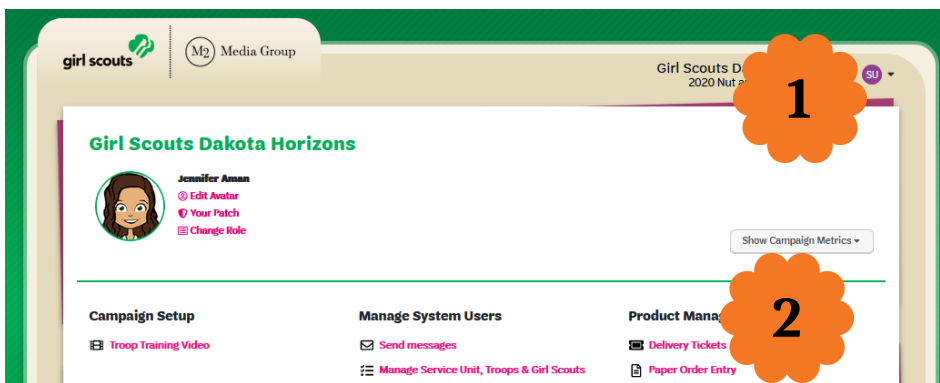 girl scouts
M2 Media Group
Girl Scouts
2020 Nut
SU
1
Girl Scouts Dakota Horizons
Jennifer Aman
Edit Avatar
Your Patch
Change Role
Show Campaign Metrics
2
Campaign Setup
Manage System Users
Product
Troop Training Video
Send messages
Delivery Tickets
Manage Service Unit, Troops & Girl Scouts
Paper Order Entry